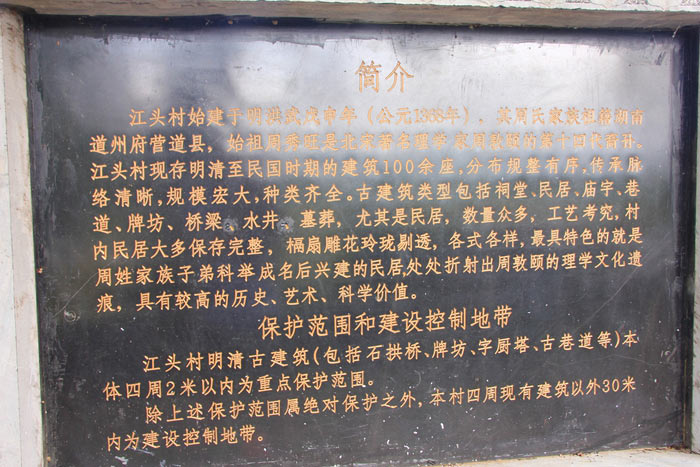 简介
江头村始建于明洪武戊申年（公元1368年），其周氏家族祖籍湖南
道州府营道县，始祖周秀旺是北宋著名理学家周敦颐的第十四代裔孙。
江头村现存明清至民国时期的建筑100余座,分布规整有序,传承脉
络清晰,规模宏大,种类齐全。古建筑类型包括祠堂、民居、庙宇、巷
道、牌坊、桥梁、水井、墓葬，尤其是民居，数量众多，工艺考究,村
内民居大多保存完整，槅扇雕花玲珑剔透，各式各样，最具特色的就是
周姓家族子弟科举成名后兴建的民居,处处折射出周敦颐的理学文化遗
痕，具有较高的历史、艺术、科学价值。
保护范围和建设控制地带
江头村明清古建筑(包括石拱桥、牌坊、字厨塔、古巷道等)本
体四周2米以内为重点保护范围。
除上述保护范围属绝对保护之外，本村四周现有建筑以外30米
内为建设控制地带。